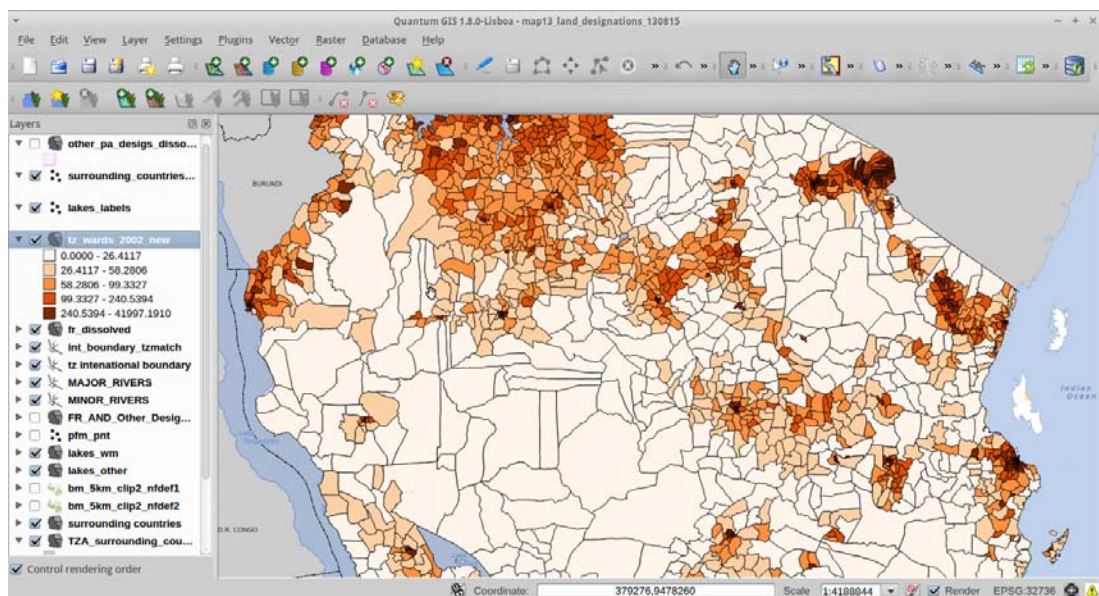 Quantum GIS 1.8.0-Lisboa - map13_land_designations_130815
File Edit View Layer Settings Plugins Vector Raster Database Help
Layers
other_pa_desigs_disso...
surrounding_countries...
lakes_labels
tz_wards_2002_new
0.0000 - 26.4117
26.4117 - 58.2806
58.2806 - 99.3327
99.3327 - 240.5394
240.5394 - 41997.1910
fr_dissolved
int_boundary_tzmatch
tz intenational boundary
MAJOR_RIVERS
MINOR_RIVERS
FR_AND_Other_Desig...
pfm_pnt
lakes_wm
lakes_other
bm_5km_clip2_nfdef1
bm_5km_clip2_nfdef2
surrounding countries
TZA_surrounding_cou...
Control rendering order
BURUNDI
Indian
Ocean
D.R. CONGO
Coordinate: 379276,9478260 Scale 1:4188844 Render EPSG:32736